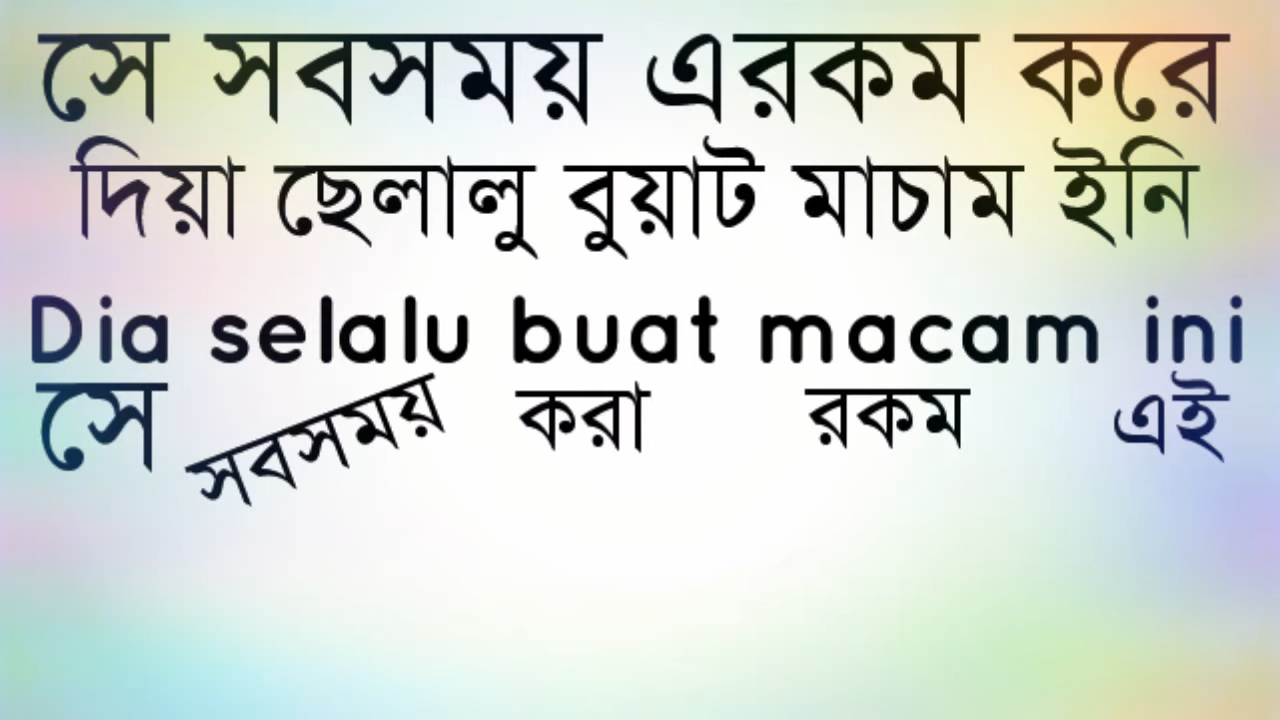 সে সবসময় এরকম করে
দিয়া ছেলালু বুয়াট মাচাম ইনি
Dia selalu buat macam ini
সে সবসময় করা রকম এই